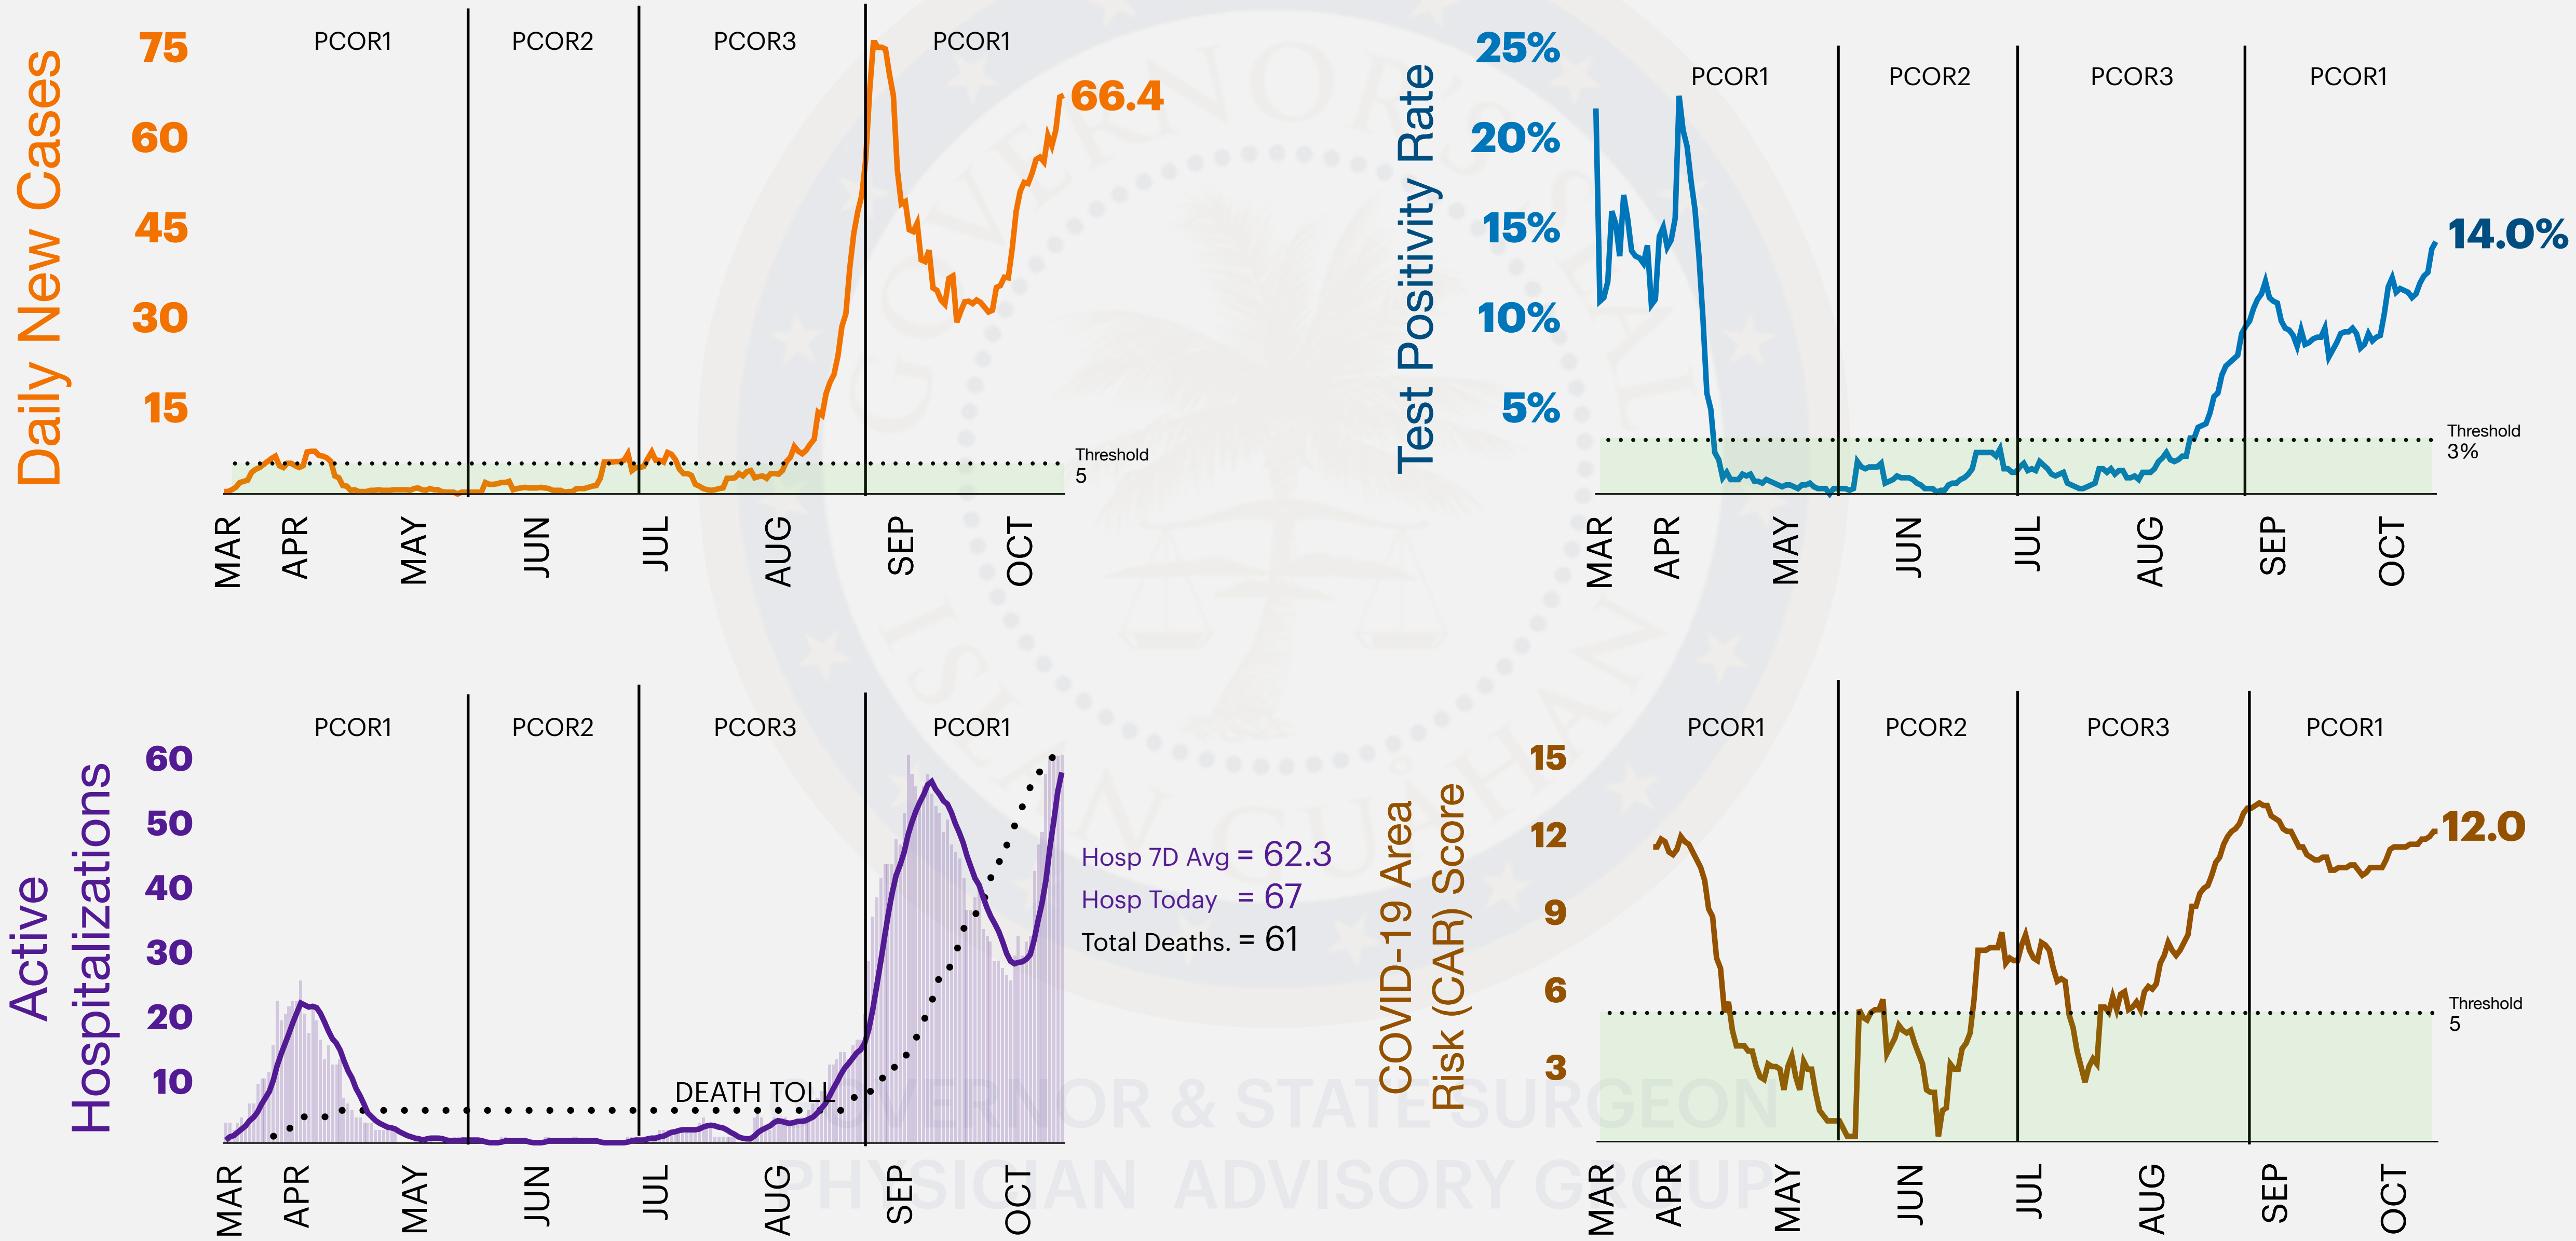 Daily New Cases
75
60
45
30
15
PCOR1
PCOR2
PCOR3
PCOR1
66.4
Threshold
5
MAR
APR
MAY
JUN
JUL
AUG
SEP
OCT
Test Positivity Rate
25%
20%
15%
10%
5%
PCOR1
PCOR2
PCOR3
PCOR1
14.0%
Threshold
3%
MAR
APR
MAY
JUN
JUL
AUG
SEP
OCT
Active
Hospitalizations
60
50
40
30
20
10
PCOR1
PCOR2
PCOR3
PCOR1
DEATH TOLL
Hosp 7D Avg = 62.3
Hosp Today = 67
Total Deaths. = 61
MAR
APR
MAY
JUN
JUL
AUG
SEP
OCT
COVID-19 Area
Risk (CAR) Score
15
12
9
6
3
PCOR1
PCOR2
PCOR3
PCOR1
12.0
Threshold
5
MAR
APR
MAY
JUN
JUL
AUG
SEP
OCT
GOVERNOR'S SEAL
ISLAN GUÅHAN
GOVERNOR & STATE SURGEON
PHYSICIAN ADVISORY GROUP